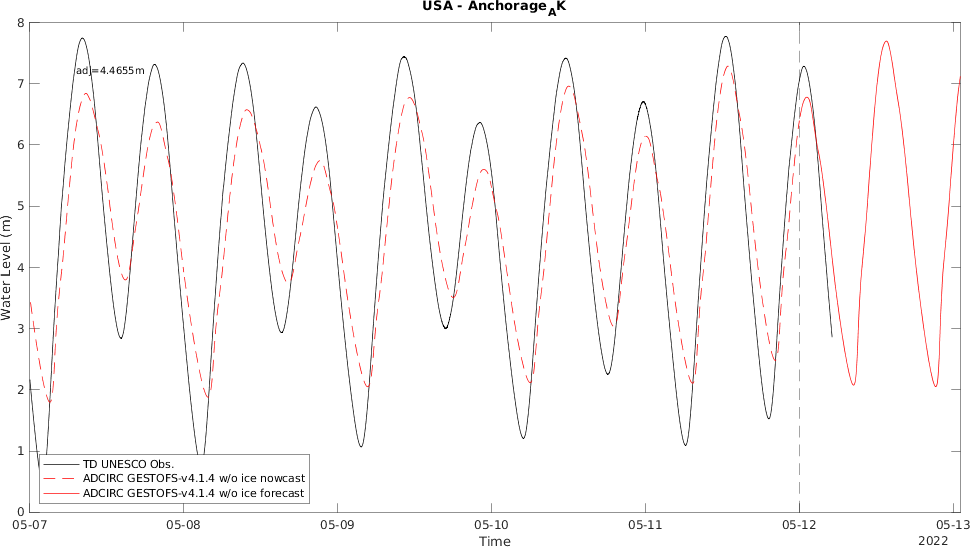 USA - Anchorage_AK
8
7
6
5
4
3
2
1
0
adj=4.4655m
Water Level (m)
TD UNESCO Obs.
ADCIRC GESTOFS-v4.1.4 w/o ice nowcast
ADCIRC GESTOFS-v4.1.4 w/o ice forecast
05-07 05-08 05-09 05-10 05-11 05-12 05-13
Time
2022